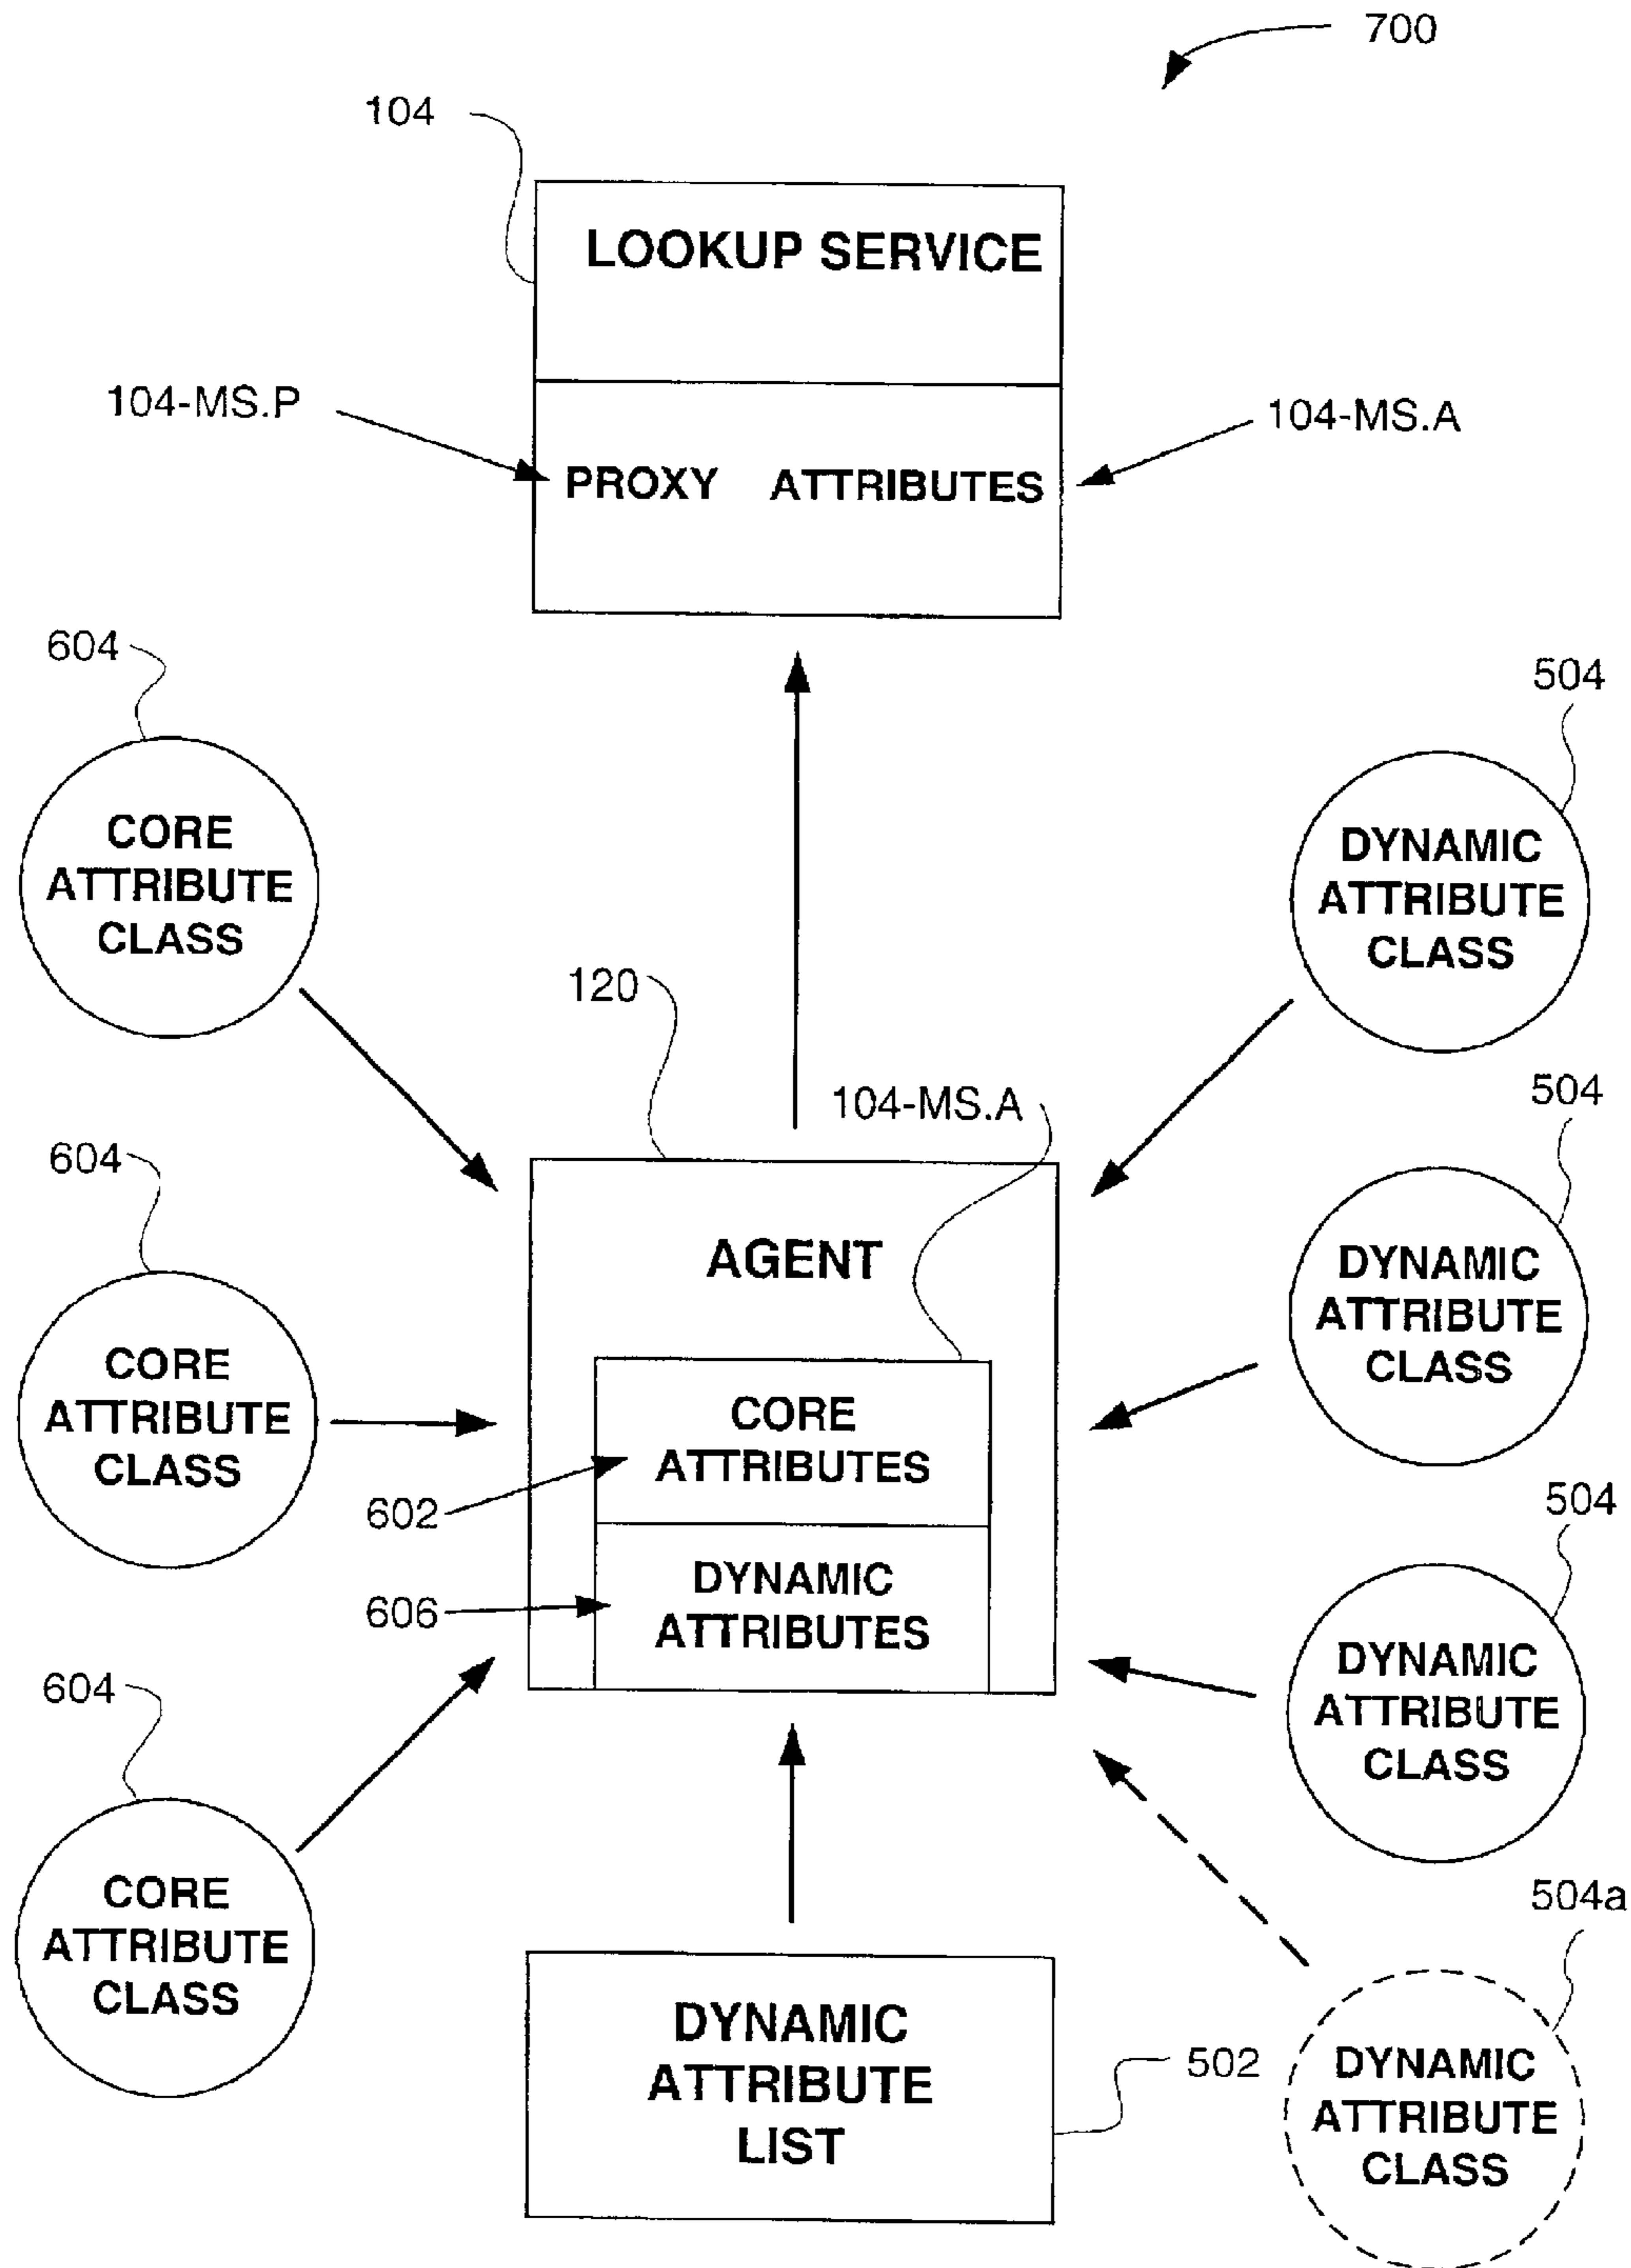 700
104
LOOKUP SERVICE
104-MS.P
104-MS.A
PROXY ATTRIBUTES
604
504
CORE
ATTRIBUTE
CLASS
DYNAMIC
ATTRIBUTE
CLASS
120
104-MS.A
604
504
AGENT
DYNAMIC
ATTRIBUTE
CLASS
CORE
ATTRIBUTE
CLASS
CORE
ATTRIBUTES
602
504
DYNAMIC
ATTRIBUTES
606
604
DYNAMIC
ATTRIBUTE
CLASS
CORE
ATTRIBUTE
CLASS
504a
DYNAMIC
ATTRIBUTE
LIST
502
DYNAMIC
ATTRIBUTE
CLASS